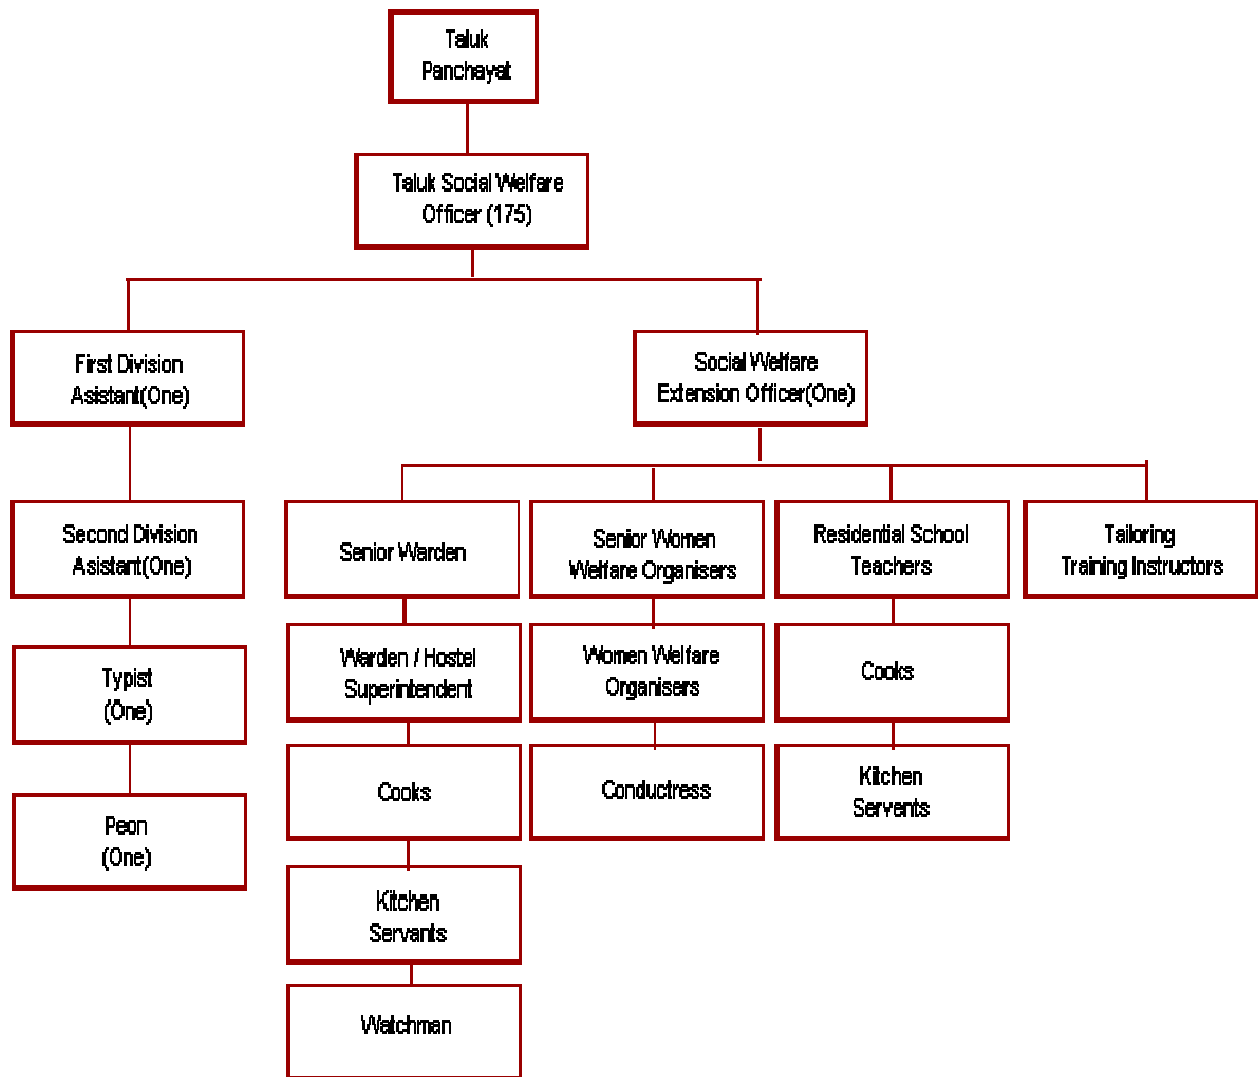 Taluk
Panchayat
Taluk Social Welfare
Officer (175)
First Division
Asistant(One)
Social Welfare
Extension Officer(One)
Second Division
Asistant(One)
Senior Warden
Senior Women
Welfare Organisers
Residential School
Teachers
Tailoring
Training Instructors
Typist
(One)
Warden / Hostel
Superintendent
Women Welfare
Organisers
Cooks
Peon
(One)
Cooks
Conductress
Kitchen
Servents
Kitchen
Servants
Watchman